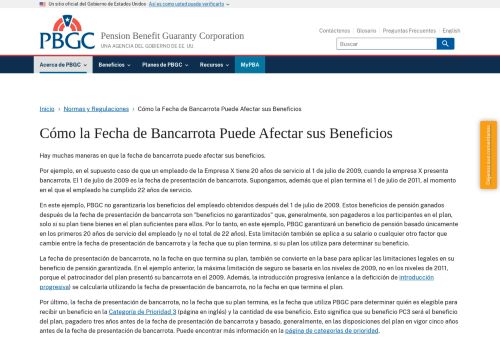 Un sitio oficial del Gobierno de Estados Unidos Así es como usted puede verificarlo
Contáctenos Glosario Preguntas Frecuentes English
PBGC
Pension Benefit Guaranty Corporation
UNA AGENCIA DEL GOBIERNO DE EE. UU.
Buscar
Acerca de PBGC Beneficios Planes de PBGC Recursos MyPBA
Inicio › Normas y Regulaciones › Cómo la Fecha de Bancarrota Puede Afectar sus Beneficios
Cómo la Fecha de Bancarrota Puede Afectar sus Beneficios
Hay muchas maneras en que la fecha de bancarrota puede afectar sus beneficios.
Por ejemplo, en el supuesto caso de que un empleado de la Empresa X tiene 20 años de servicio al 1 de julio de 2009, cuando la empresa X presenta
bancarrota. El 1 de julio de 2009 es la fecha de presentación de bancarrota. Supongamos, además que el plan termina el 1 de julio de 2011, al momento
en el que el empleado ha cumplido 22 años de servicio.
En este ejemplo, PBGC no garantizaría los beneficios del empleado obtenidos después del 1 de julio de 2009. Estos beneficios de pensión ganados
después de la fecha de presentación de bancarrota son "beneficios no garantizados" que, generalmente, son pagaderos a los participantes en el plan,
solo si su plan tiene bienes en el plan suficientes para ellos. Por lo tanto, en este ejemplo, PBGC garantizará un beneficio de pensión basado únicamente
en los primeros 20 años de servicio del empleado (y no el total de 22 años). Esta limitación también se aplica a su salario o cualquier otro factor que
cambie entre la fecha de presentación de bancarrota y la fecha que su plan termina, si su plan los utiliza para determinar su beneficio.
La fecha de presentación de bancarrota, no la fecha en que termina su plan, también se convierte en la base para aplicar las limitaciones legales en su
beneficio de pensión garantizada. En el ejemplo anterior, la máxima limitación de seguro se basaría en los niveles de 2009, no en los niveles de 2011,
porque el patrocinador del plan presentó su bancarrota en el 2009. Además, la introducción progresiva (enlance a la definición de introducción
progresiva) se calcularía utilizando la fecha de presentación de bancarrota, no la fecha en que termina el plan.
Por último, la fecha de presentación de bancarrota, no la fecha que su plan termina, es la fecha que utiliza PBGC para determinar quién es elegible para
recibir un beneficio en la Categoría de Prioridad 3 (página en inglés) y la cantidad de ese beneficio. Esto significa que su beneficio PC3 será el beneficio
del plan, pagadero tres años antes de la fecha de presentación de bancarrota y basado, generalmente, en las disposiciones del plan en vigor cinco años
antes de la fecha de presentación de bancarrota. Puede encontrar más información en la página de categorías de prioridad.